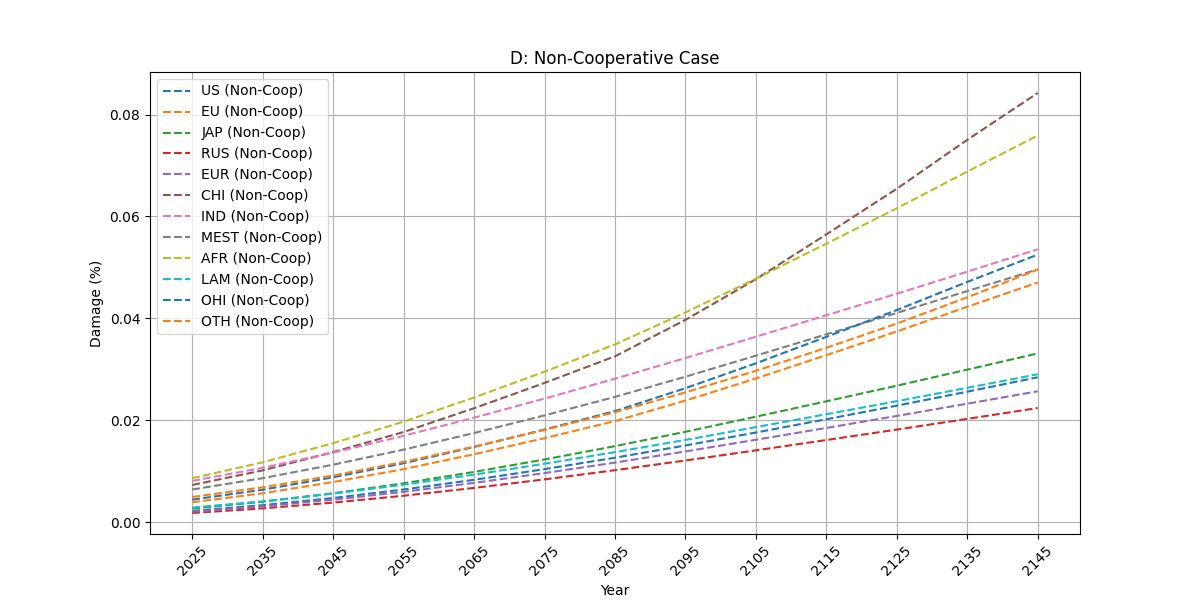 D: Non-Cooperative Case
US (Non-Coop)
EU (Non-Coop)
JAP (Non-Coop)
RUS (Non-Coop)
EUR (Non-Coop)
CHI (Non-Coop)
IND (Non-Coop)
MEST (Non-Coop)
AFR (Non-Coop)
LAM (Non-Coop)
OHI (Non-Coop)
OTH (Non-Coop)
Damage (%)
0.08
0.06
0.04
0.02
0.00
2025
2035
2045
2055
2065
2075
2085
2095
2105
2115
2125
2135
2145
Year